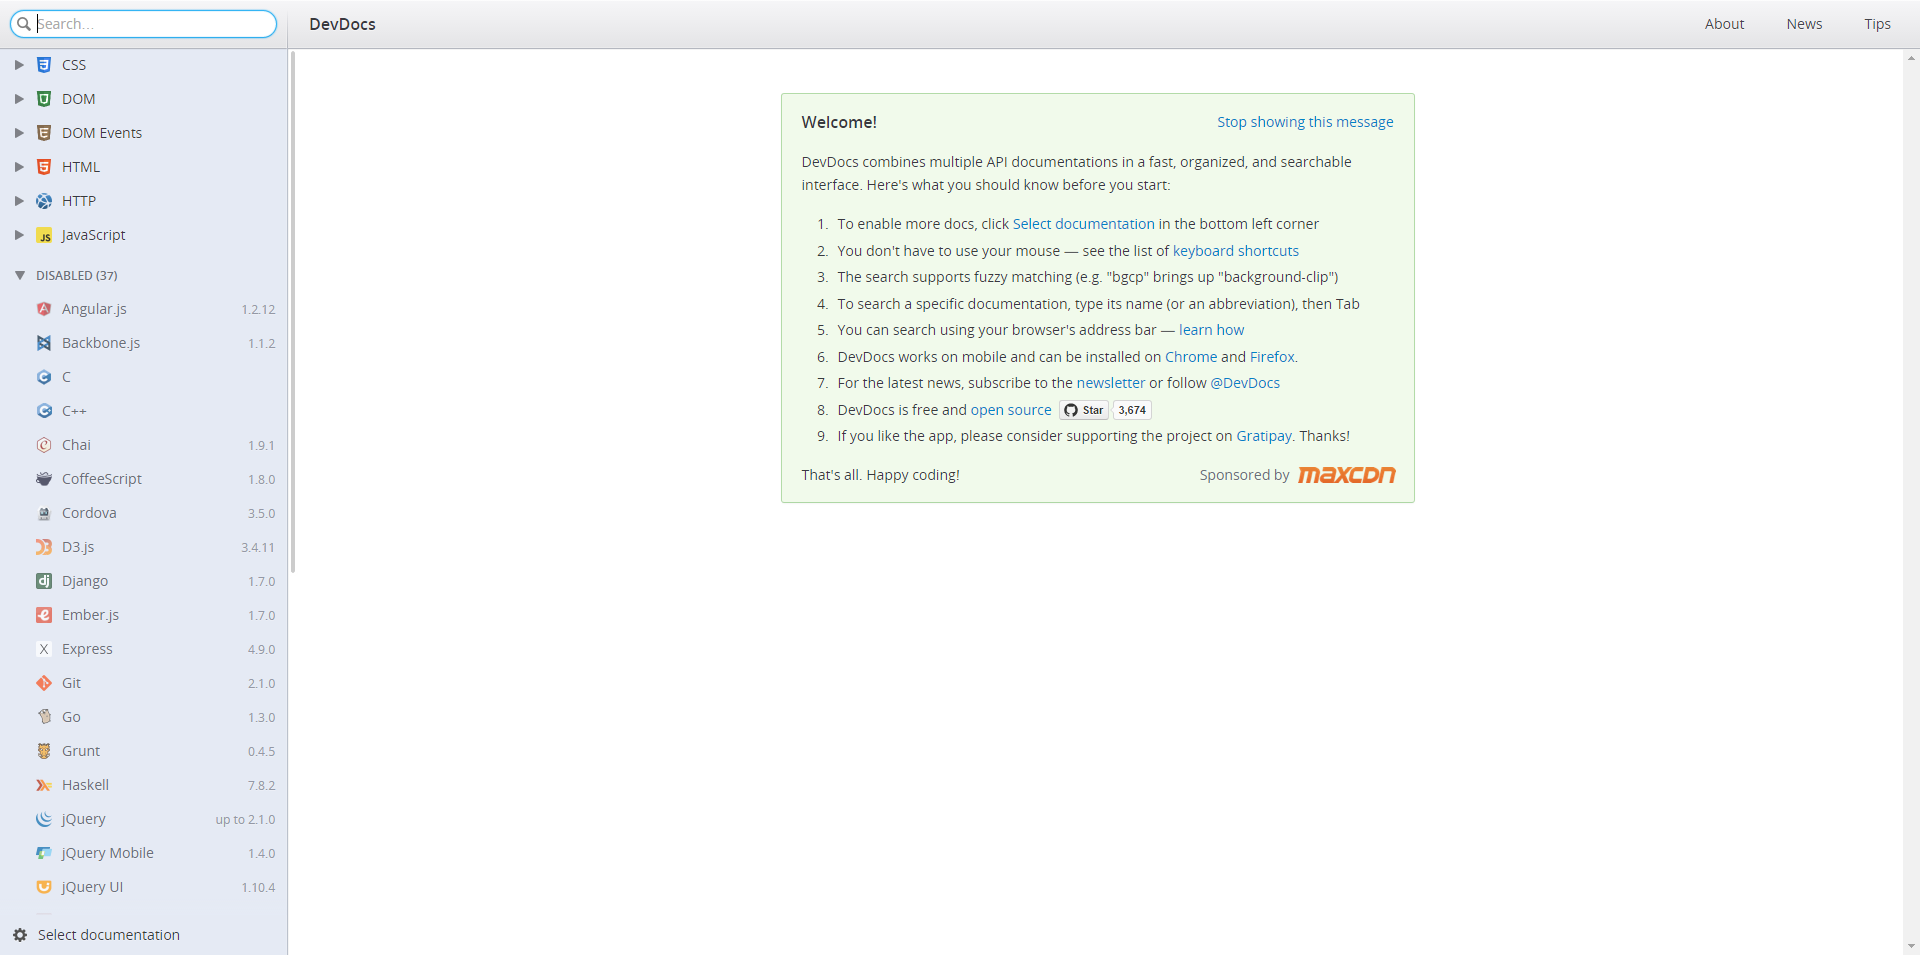 Search...
DevDocs
About
News
Tips
CSS
DOM
DOM Events
HTML
HTTP
JS
JavaScript
DISABLED (37)
Angular.js 1.2.12
Backbone.js 1.1.2
C
C++
Chai 1.9.1
CoffeeScript 1.8.0
Cordova 3.5.0
D3.js 3.4.11
dj Django 1.7.0
Ember.js 1.7.0
X Express 4.9.0
Git 2.1.0
Go 1.3.0
Grunt 0.4.5
Haskell 7.8.2
jQuery up to 2.1.0
jQuery Mobile 1.4.0
jQuery UI 1.10.4
Select documentation
Welcome!
Stop showing this message
DevDocs combines multiple API documentations in a fast, organized, and searchable
interface. Here's what you should know before you start:
1. To enable more docs, click Select documentation in the bottom left corner
2. You don't have to use your mouse — see the list of keyboard shortcuts
3. The search supports fuzzy matching (e.g. "bgcp" brings up "background-clip")
4. To search a specific documentation, type its name (or an abbreviation), then Tab
5. You can search using your browser's address bar — learn how
6. DevDocs works on mobile and can be installed on Chrome and Firefox.
7. For the latest news, subscribe to the newsletter or follow @DevDocs
8. DevDocs is free and open source Star 3,674
9. If you like the app, please consider supporting the project on Gratipay. Thanks!
That's all. Happy coding!
Sponsored by maxcdn